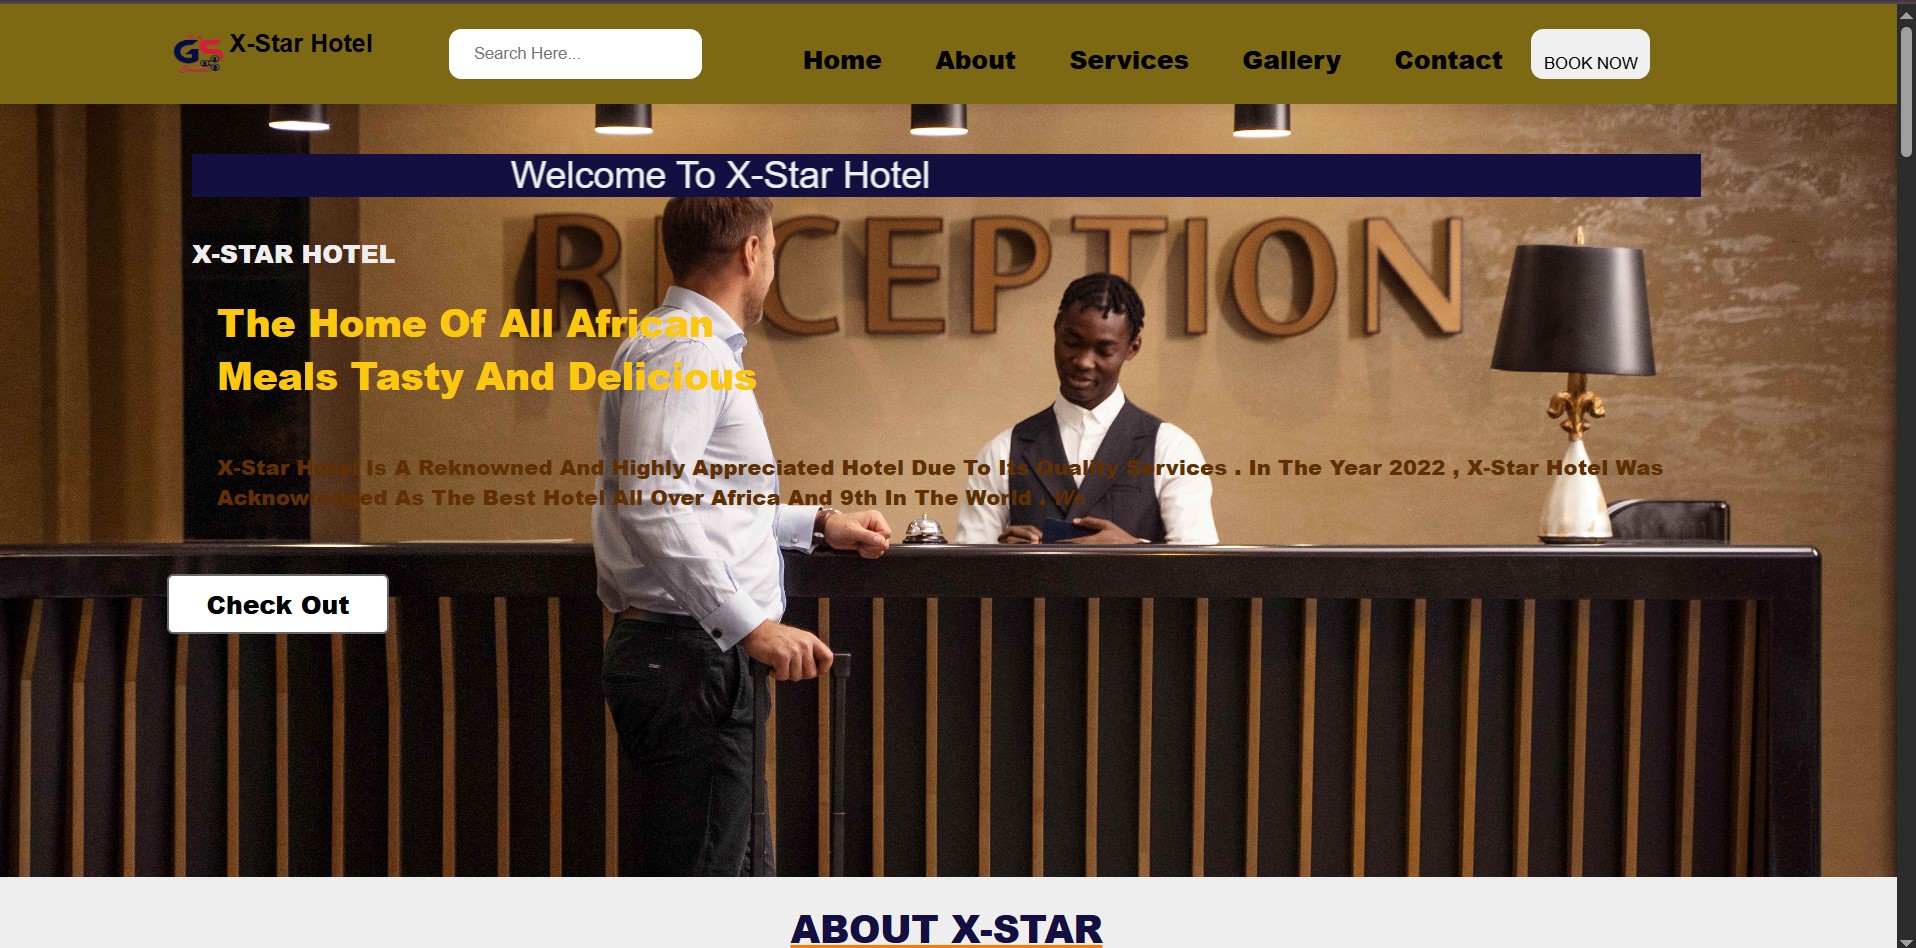 GS
X-Star Hotel
Search Here...
Home
About
Services
Gallery
Contact
BOOK NOW
Welcome To X-Star Hotel
RECEPTION
X-STAR HOTEL
The Home Of All African
Meals Tasty And Delicious
X-Star Hotel Is A Reknowned And Highly Appreciated Hotel Due To Its Quality Services . In The Year 2022 , X-Star Hotel Was
Acknowledged As The Best Hotel All Over Africa And 9th In The World . We
Check Out
ABOUT X-STAR